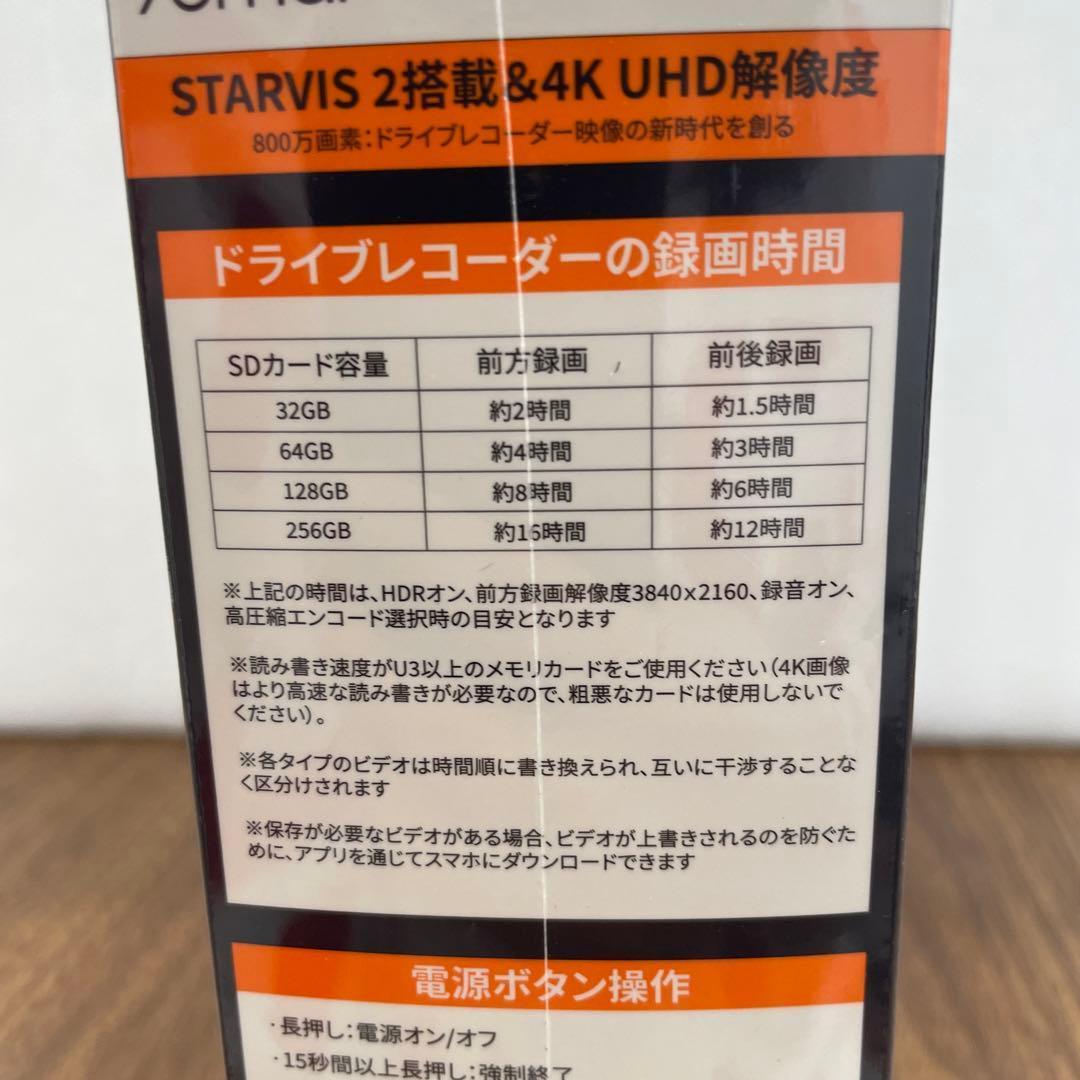 STARVIS 2搭載&4K UHD解像度
800万画素:ドライブレコーダー映像の新時代を創る
ドライブレコーダーの録画時間
SDカード容量 前方録画 前後録画
32GB 約2時間 約1.5時間
64GB 約4時間 約3時間
128GB 約8時間 約6時間
256GB 約16時間 約12時間
※上記の時間は、HDRオン、前方録画解像度3840x2160、録音オン、
高圧縮エンコード選択時の目安となります
※読み書き速度がU3以上のメモリカードをご使用ください(4K画像
はより高速な読み書きが必要なので、粗悪なカードは使用しないで
ください)。
※各タイプのビデオは時間順に書き換えられ、互いに干渉することな
く区分けされます
※保存が必要なビデオがある場合、ビデオが上書きされるのを防ぐた
めに、アプリを通じてスマホにダウンロードできます
電源ボタン操作
・長押し:電源オン/オフ
・15秒間以上長押し:強制終了